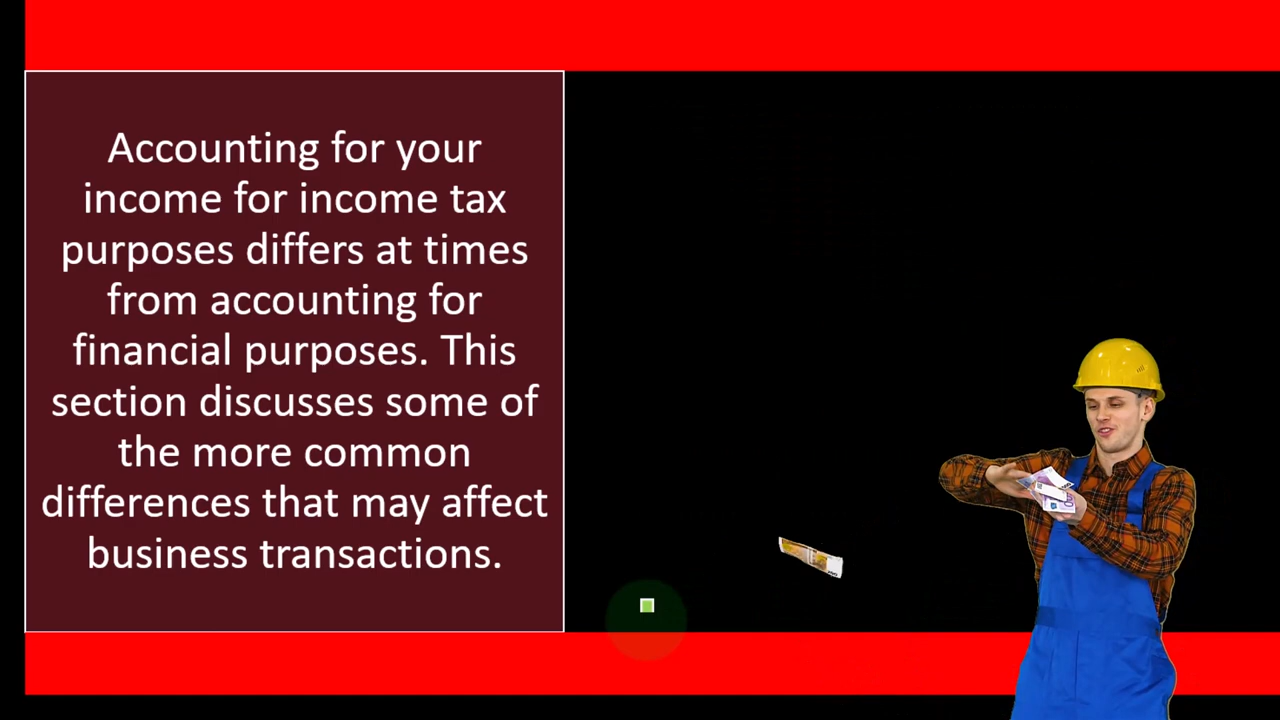 Accounting for your
income for income tax
purposes differs at times
from accounting for
financial purposes. This
section discusses some of
the more common
differences that may affect
business transactions.